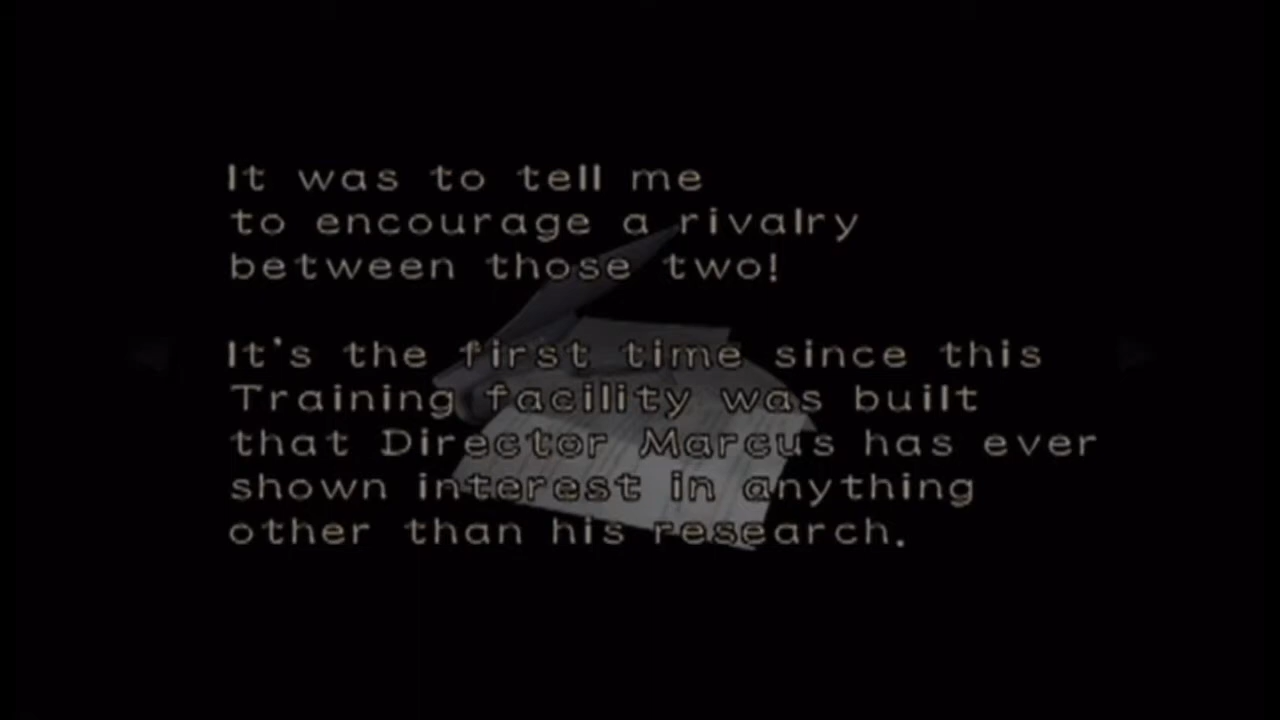 It was to tell me
to encourage a rivalry
between those two!
It's the first time since this
Training facility was built
that Director Marcus has ever
shown interest in anything
other than his research.